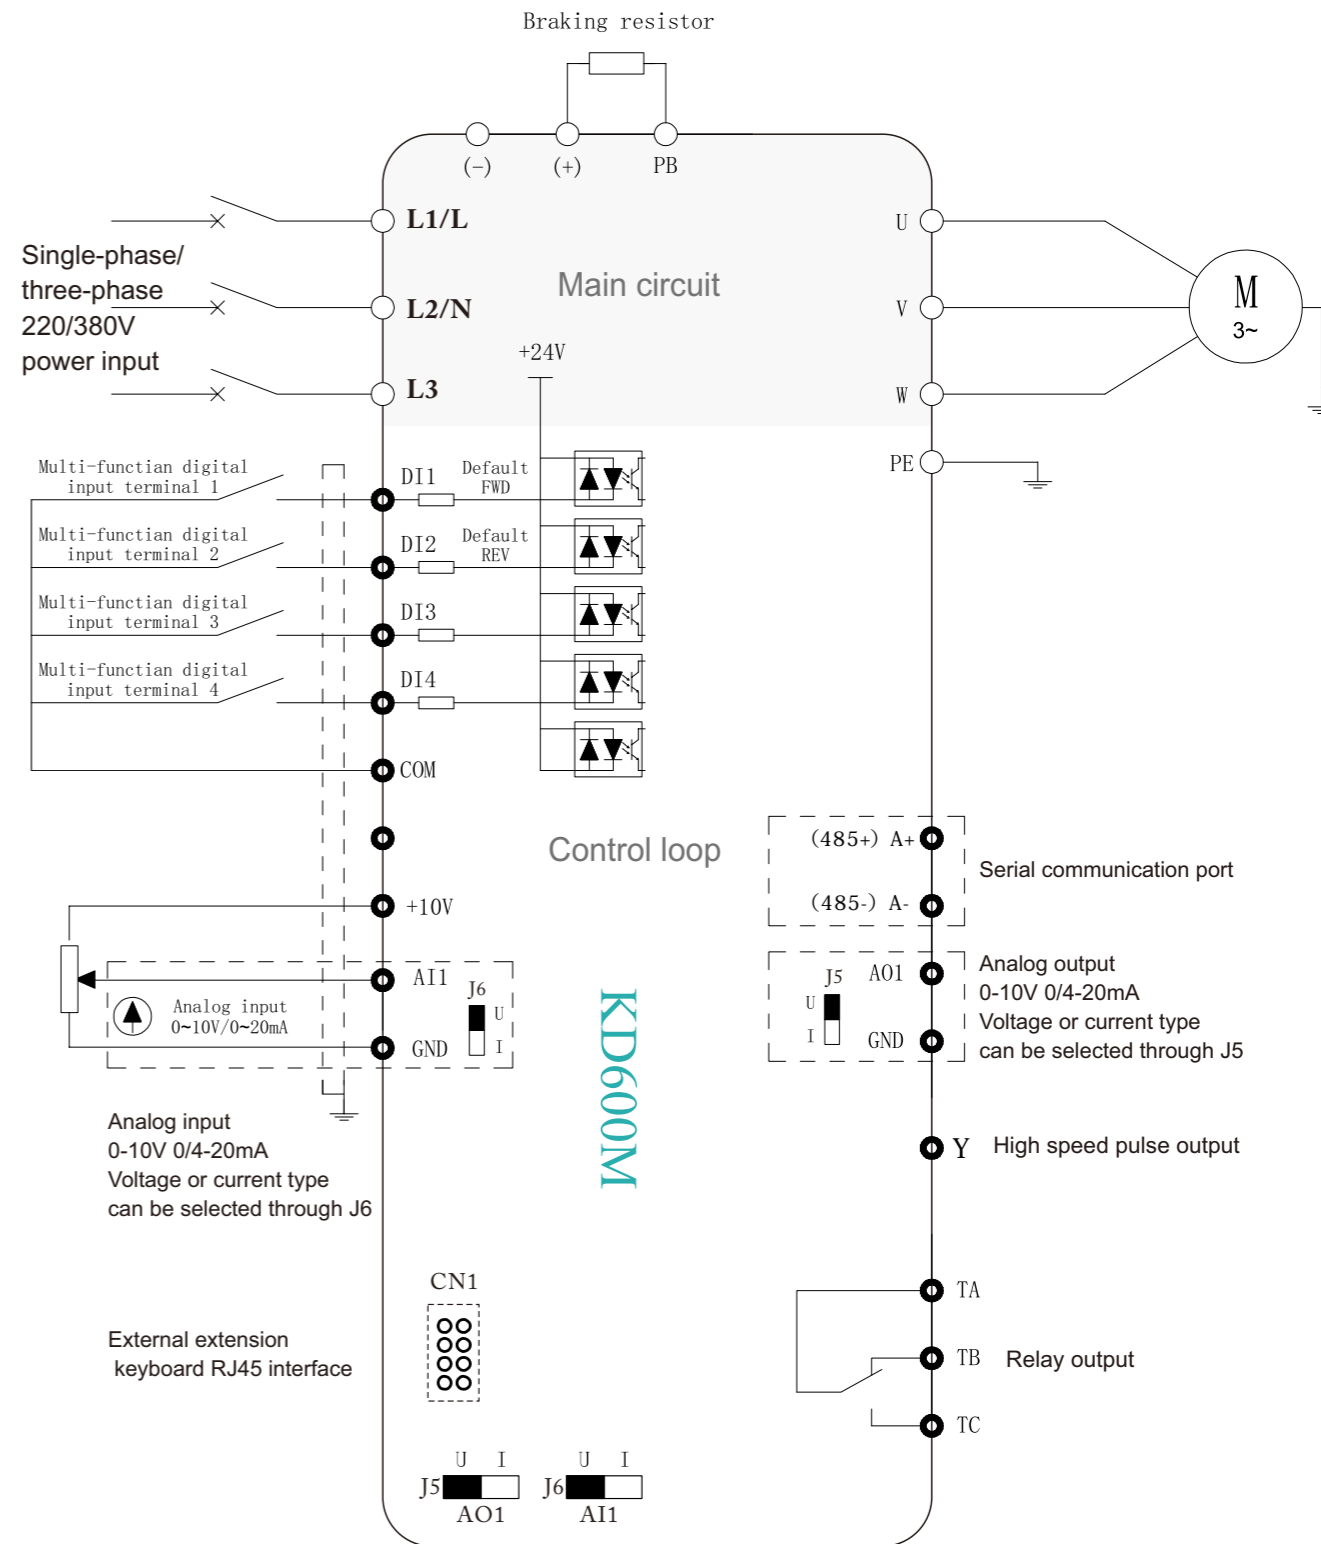 Braking resistor
(-)
(+)
PB
L1/L
U
Single-phase/
three-phase
220/380V
power input
Main circuit
L2/N
V
M
3~
+24V
L3
W
PE
Multi-functian digital
input terminal 1
DI1
Default
FWD
Multi-functian digital
input terminal 2
DI2
Default
REV
Multi-functian digital
input terminal 3
DI3
Multi-functian digital
input terminal 4
DI4
COM
Control loop
(485+) A+
(485-) A-
Serial communication port
+10V
AI1
J6
U
I
Analog input
0~10V/0~20mA
GND
J5
U
I
AO1
GND
Analog output
0-10V 0/4-20mA
Voltage or current type
can be selected through J5
KD600M
Analog input
0-10V 0/4-20mA
Voltage or current type
can be selected through J6
Y
High speed pulse output
CN1
External extension
keyboard RJ45 interface
TA
TB
Relay output
TC
U I
J5
AO1
U I
J6
AI1